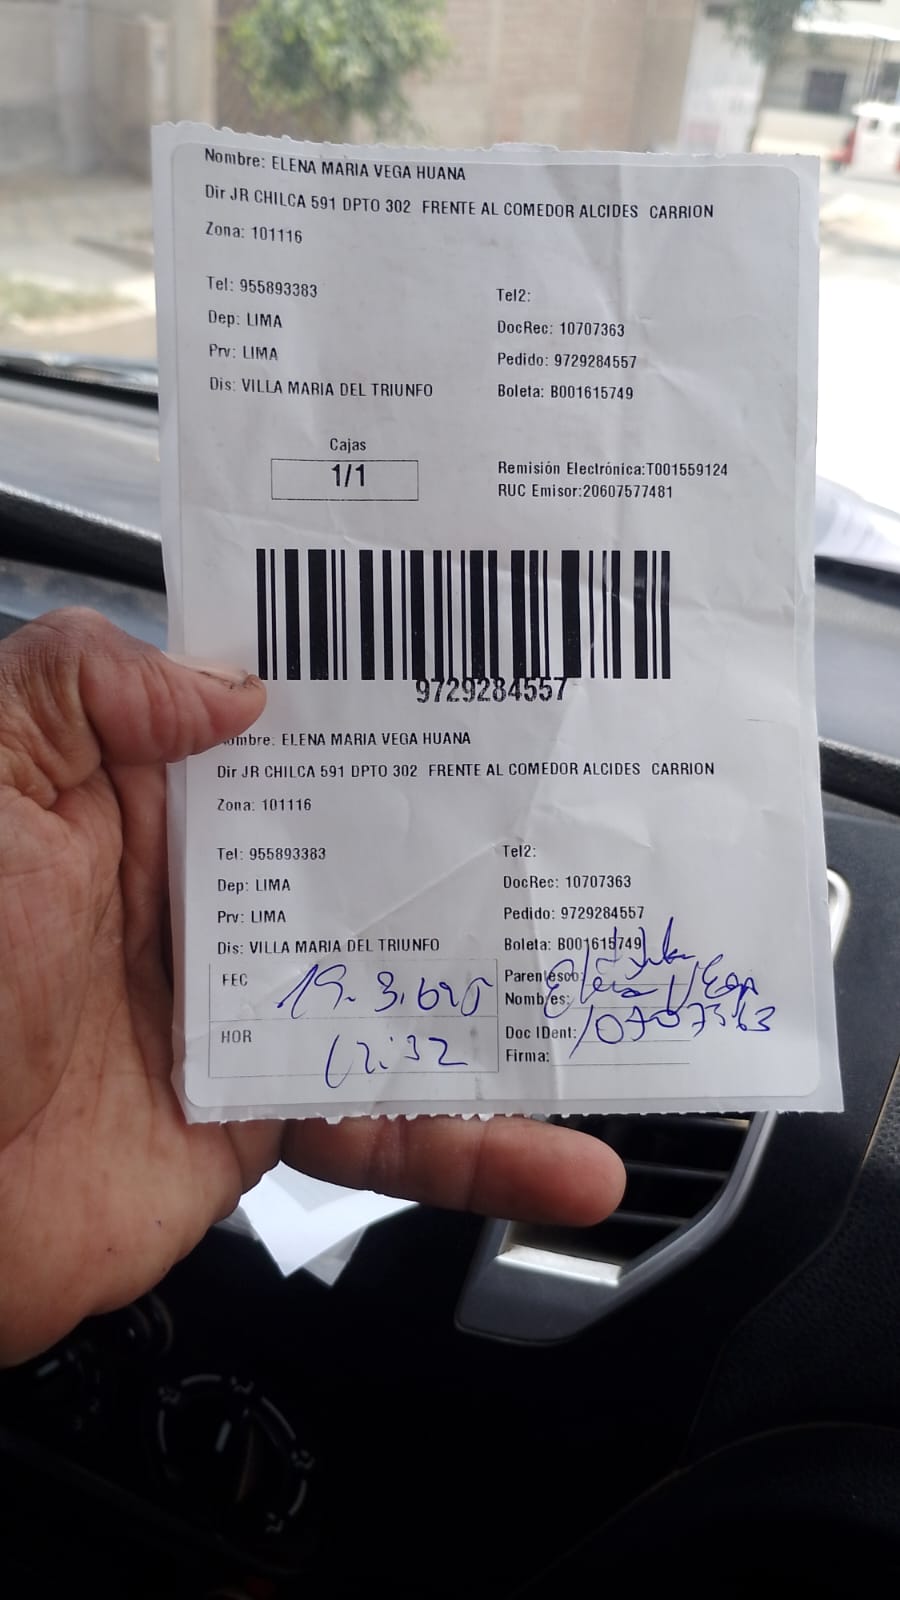 Nombre: ELENA MARIA VEGA HUANA
Dir JR CHILCA 591 DPTO 302 FRENTE AL COMEDOR ALCIDES CARRION
Zona: 101116
Tel: 955893383
Tel2:
Dep: LIMA
DocRec: 10707363
Prv: LIMA
Pedido: 9729284557
Dis: VILLA MARIA DEL TRIUNFO
Boleta: B001615749
Cajas
1/1
Remisión Electrónica:T001559124
RUC Emisor:20607577481
9729284557
ombre: ELENA MARIA VEGA HUANA
Dir JR CHILCA 591 DPTO 302 FRENTE AL COMEDOR ALCIDES CARRION
Zona: 101116
Tel: 955893383
Tel2:
Dep: LIMA
DocRec: 10707363
Prv: LIMA
Pedido: 9729284557
Dis: VILLA MARIA DEL TRIUNFO
Boleta: B001615749
FEC
Parentesco:
Nombres: Elena Vega
HOR 12:32
Doc IDent: 10707363
Firma: